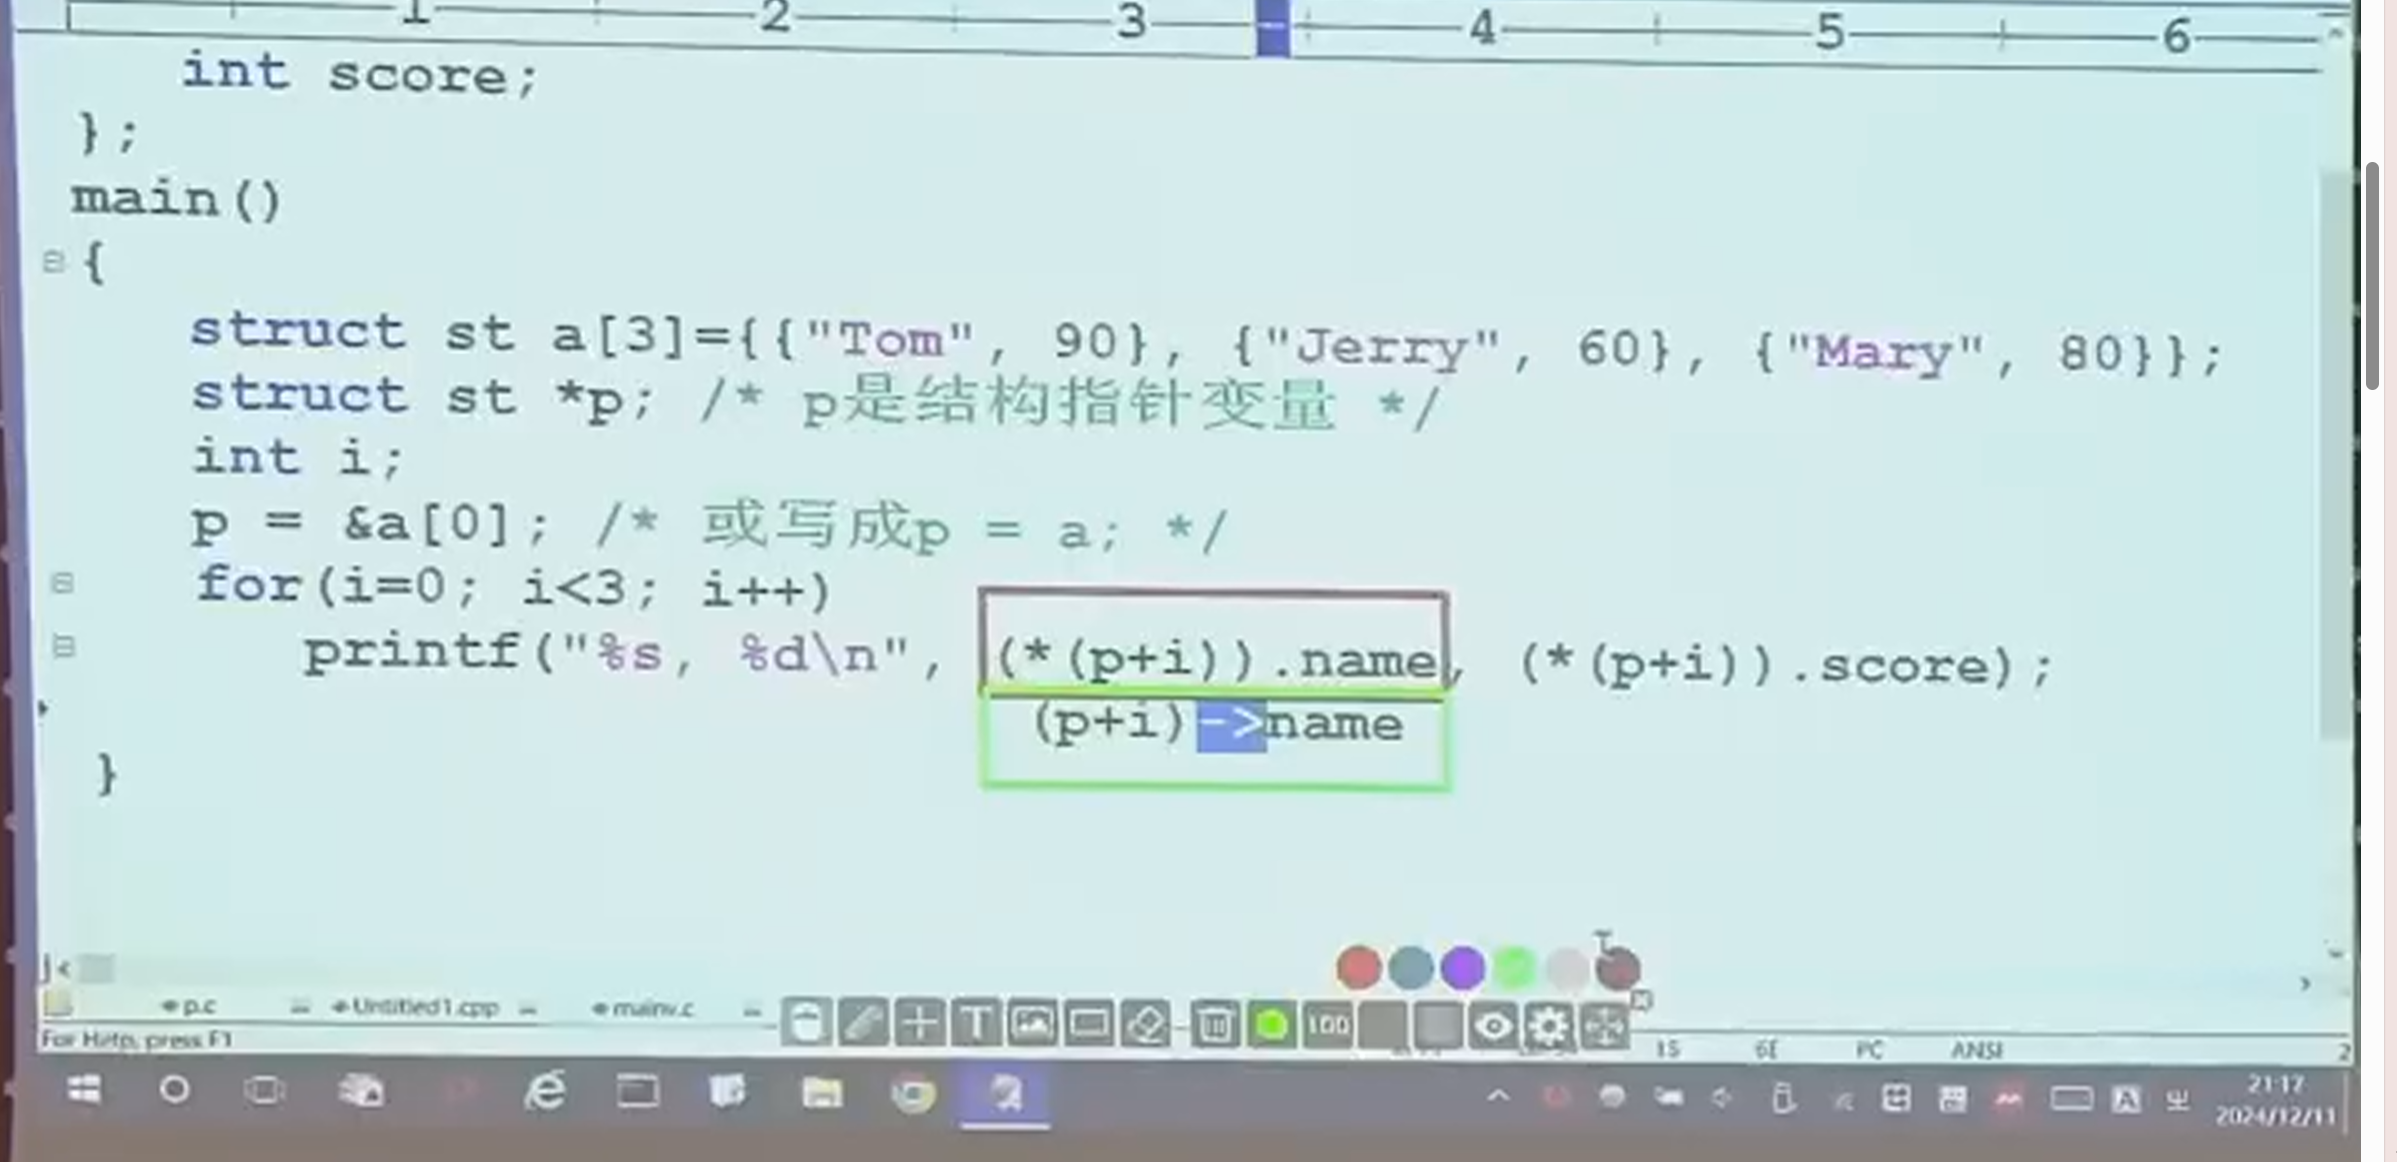 1 2 3 4 5 6
int score;
};
main()
{
struct st a[3]={{"Tom", 90}, {"Jerry", 60}, {"Mary", 80}};
struct st *p; /* p是结构指针变量 */
int i;
p = &a[0]; /* 或写成p = a; */
for(i=0; i<3; i++)
printf("%s, %d\n", (*(p+i)).name, (*(p+i)).score);
(p+i)->name
}
p.c Untitled1.cpp mainv.c
T 100
For Help, press F1 15 6E PC ANSI
21:17
2024/12/11